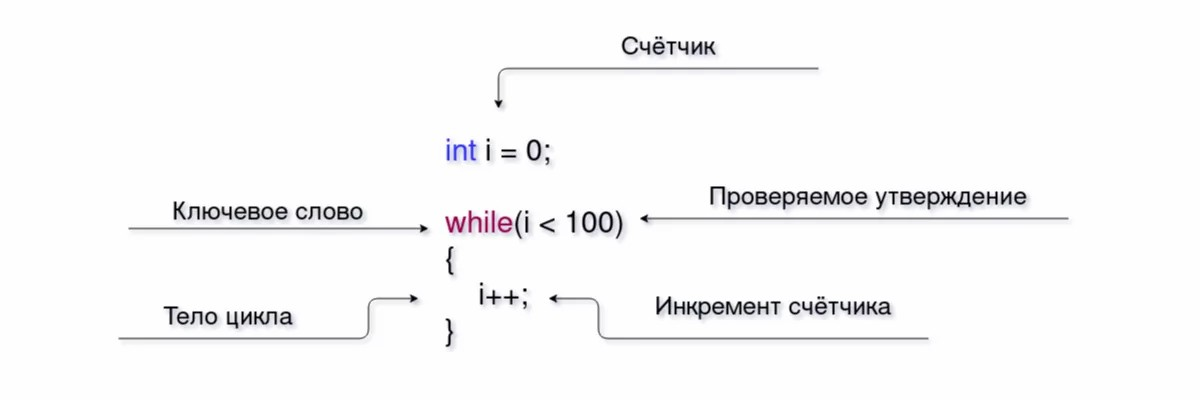 Счётчик
int i = 0;
Ключевое слово
while(i < 100)
Проверяемое утверждение
{
Тело цикла
i++;
Инкремент счётчика
}